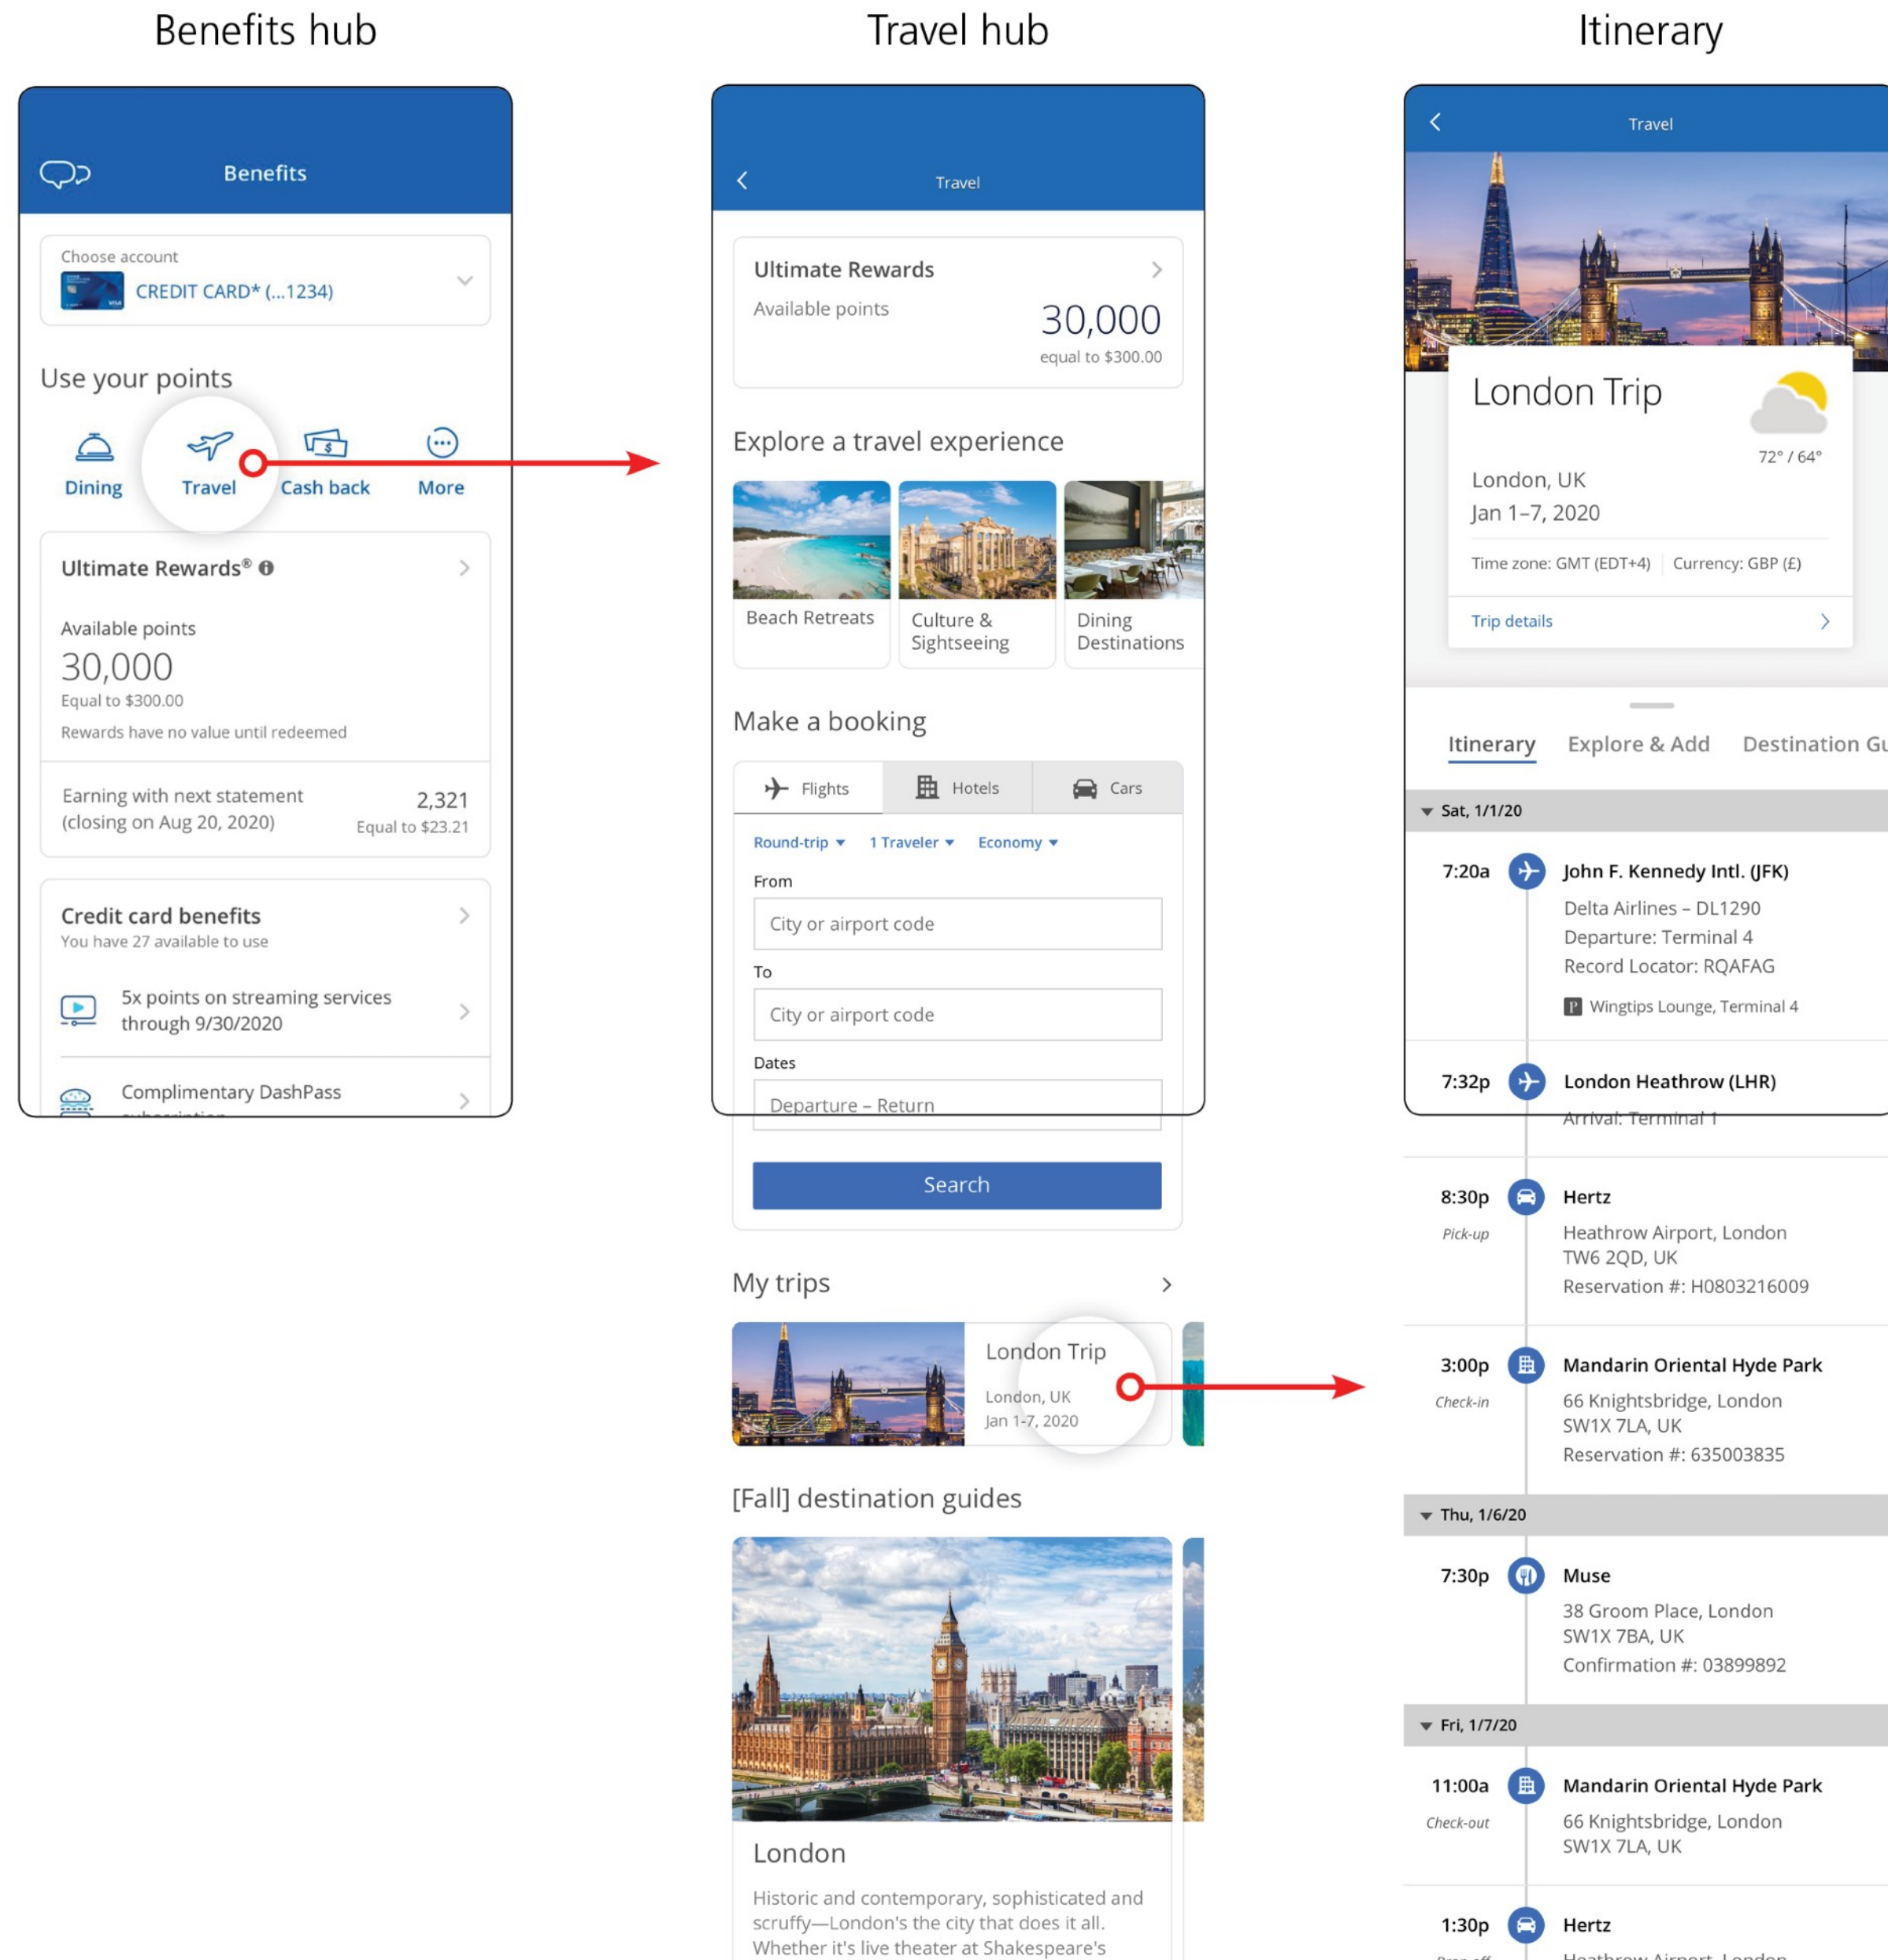 Benefits hub
Benefits
Choose account
CREDIT CARD* (...1234)
Use your points
Dining
Travel
Cash back
More
Ultimate Rewards®
Available points
30,000
Equal to $300.00
Rewards have no value until redeemed
Earning with next statement
(closing on Aug 20, 2020)
2,321
Equal to $23.21
Credit card benefits
You have 27 available to use
5x points on streaming services
through 9/30/2020
Complimentary DashPass
Travel hub
Travel
Ultimate Rewards
Available points
30,000
equal to $300.00
Explore a travel experience
Beach Retreats
Culture &
Sightseeing
Dining
Destinations
Make a booking
Flights
Hotels
Cars
Round-trip
1 Traveler
Economy
From
City or airport code
To
City or airport code
Dates
Departure – Return
Search
My trips
London Trip
London, UK
Jan 1-7, 2020
[Fall] destination guides
London
Historic and contemporary, sophisticated and
scruffy—London's the city that does it all.
Whether it's live theater at Shakespeare's
Itinerary
Travel
London Trip
72° / 64°
London, UK
Jan 1–7, 2020
Time zone: GMT (EDT+4)
Currency: GBP (£)
Trip details
Itinerary
Explore & Add
Destination Gu
Sat, 1/1/20
7:20a
John F. Kennedy Intl. (JFK)
Delta Airlines – DL1290
Departure: Terminal 4
Record Locator: RQAFAG
P Wingtips Lounge, Terminal 4
7:32p
London Heathrow (LHR)
Arrival: Terminal 1
8:30p
Pick-up
Hertz
Heathrow Airport, London
TW6 2QD, UK
Reservation #: H0803216009
3:00p
Check-in
Mandarin Oriental Hyde Park
66 Knightsbridge, London
SW1X 7LA, UK
Reservation #: 635003835
Thu, 1/6/20
7:30p
Muse
38 Groom Place, London
SW1X 7BA, UK
Confirmation #: 03899892
Fri, 1/7/20
11:00a
Check-out
Mandarin Oriental Hyde Park
66 Knightsbridge, London
SW1X 7LA, UK
1:30p
Drop-off
Hertz
Heathrow Airport, London